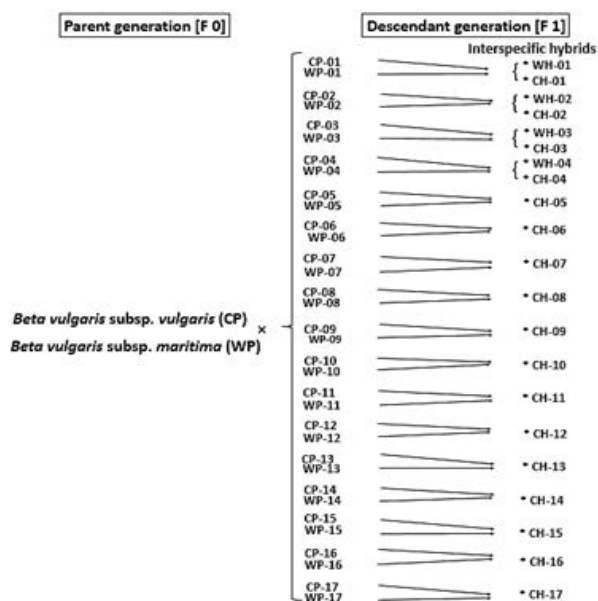 Parent generation [F 0]
Descendant generation [F 1]
Interspecific hybrids
CP-01
WP-01
* WH-01
* CH-01
CP-02
WP-02
* WH-02
* CH-02
CP-03
WP-03
* WH-03
* CH-03
CP-04
WP-04
* WH-04
* CH-04
CP-05
WP-05
* CH-05
CP-06
WP-06
* CH-06
CP-07
WP-07
* CH-07
CP-08
WP-08
* CH-08
Beta vulgaris subsp. vulgaris (CP)
×
Beta vulgaris subsp. maritima (WP)
CP-09
WP-09
* CH-09
CP-10
WP-10
* CH-10
CP-11
WP-11
* CH-11
CP-12
WP-12
* CH-12
CP-13
WP-13
* CH-13
CP-14
WP-14
* CH-14
CP-15
WP-15
* CH-15
CP-16
WP-16
* CH-16
CP-17
WP-17
* CH-17